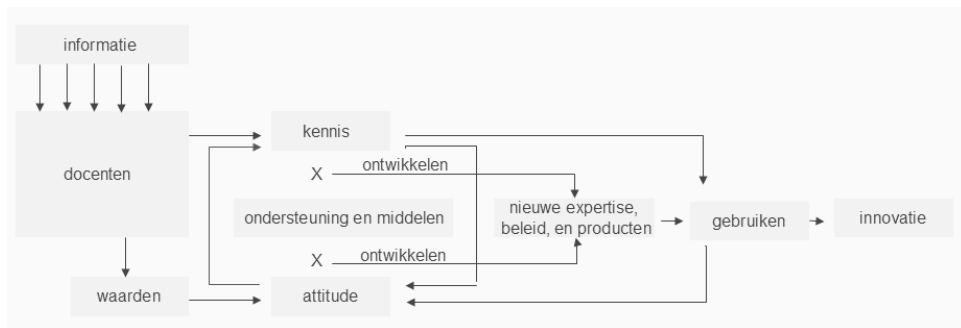 informatie
docenten
kennis
X
ontwikkelen
ondersteuning en middelen
X
ontwikkelen
waarden
attitude
nieuwe expertise,
beleid, en producten
gebruiken
innovatie